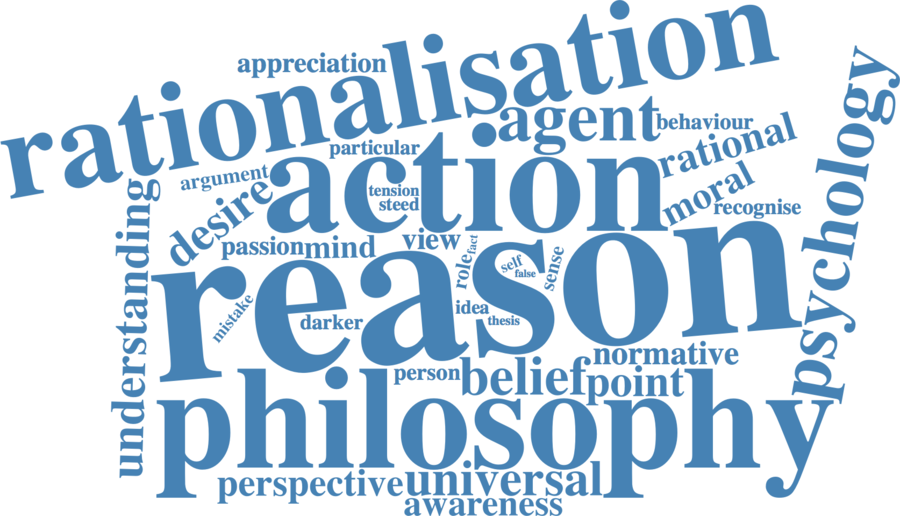 rationalisation
appreciation
agent
behaviour
particular
rational
argument
action
desire
tension
steed
moral
recognise
psychology
understanding
passion
mind
view
role
fact
self
false
sense
reason
mistake
darker
idea
thesis
normative
person
belief
point
philosophy
perspective
universal
awareness